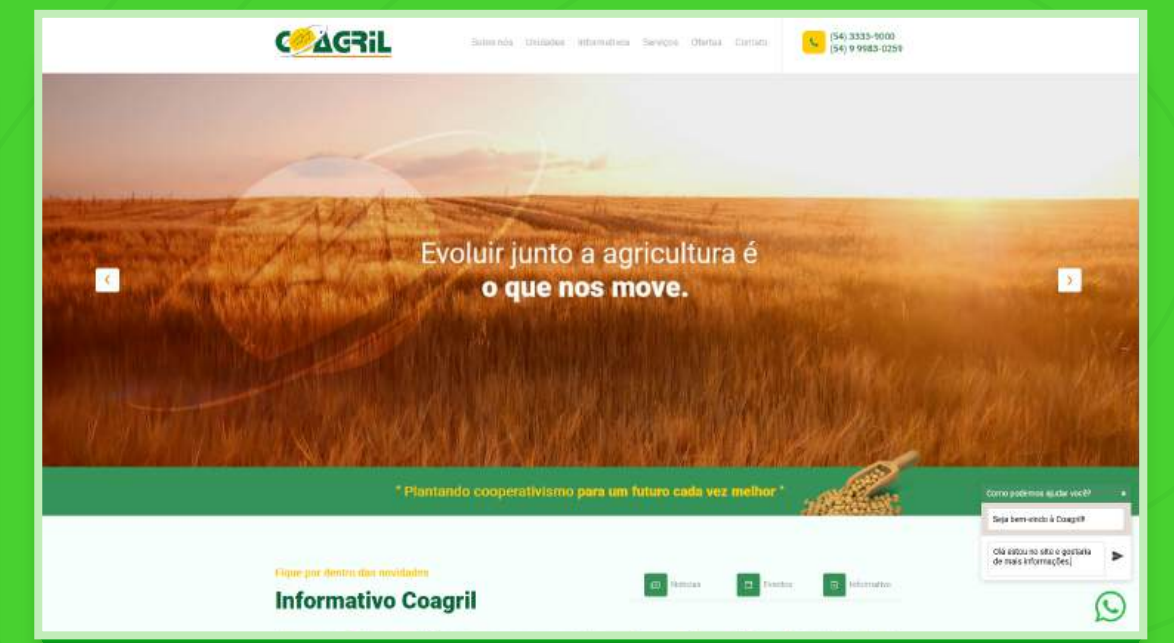 COAGRIL
Sobre nós Unidades Informativos Serviços Ofertas Contato
(54) 3333-9000
(54) 9 9983-0259
Evoluir junto a agricultura é
o que nos move.
" Plantando cooperativismo para um futuro cada vez melhor "
Como podemos ajudar você? ×
Seja bem-vindo à Coagril!
Olá estou no site e gostaria
de mais informações.
Fique por dentro das novidades
Informativo Coagril
Notícias Eventos Informativo